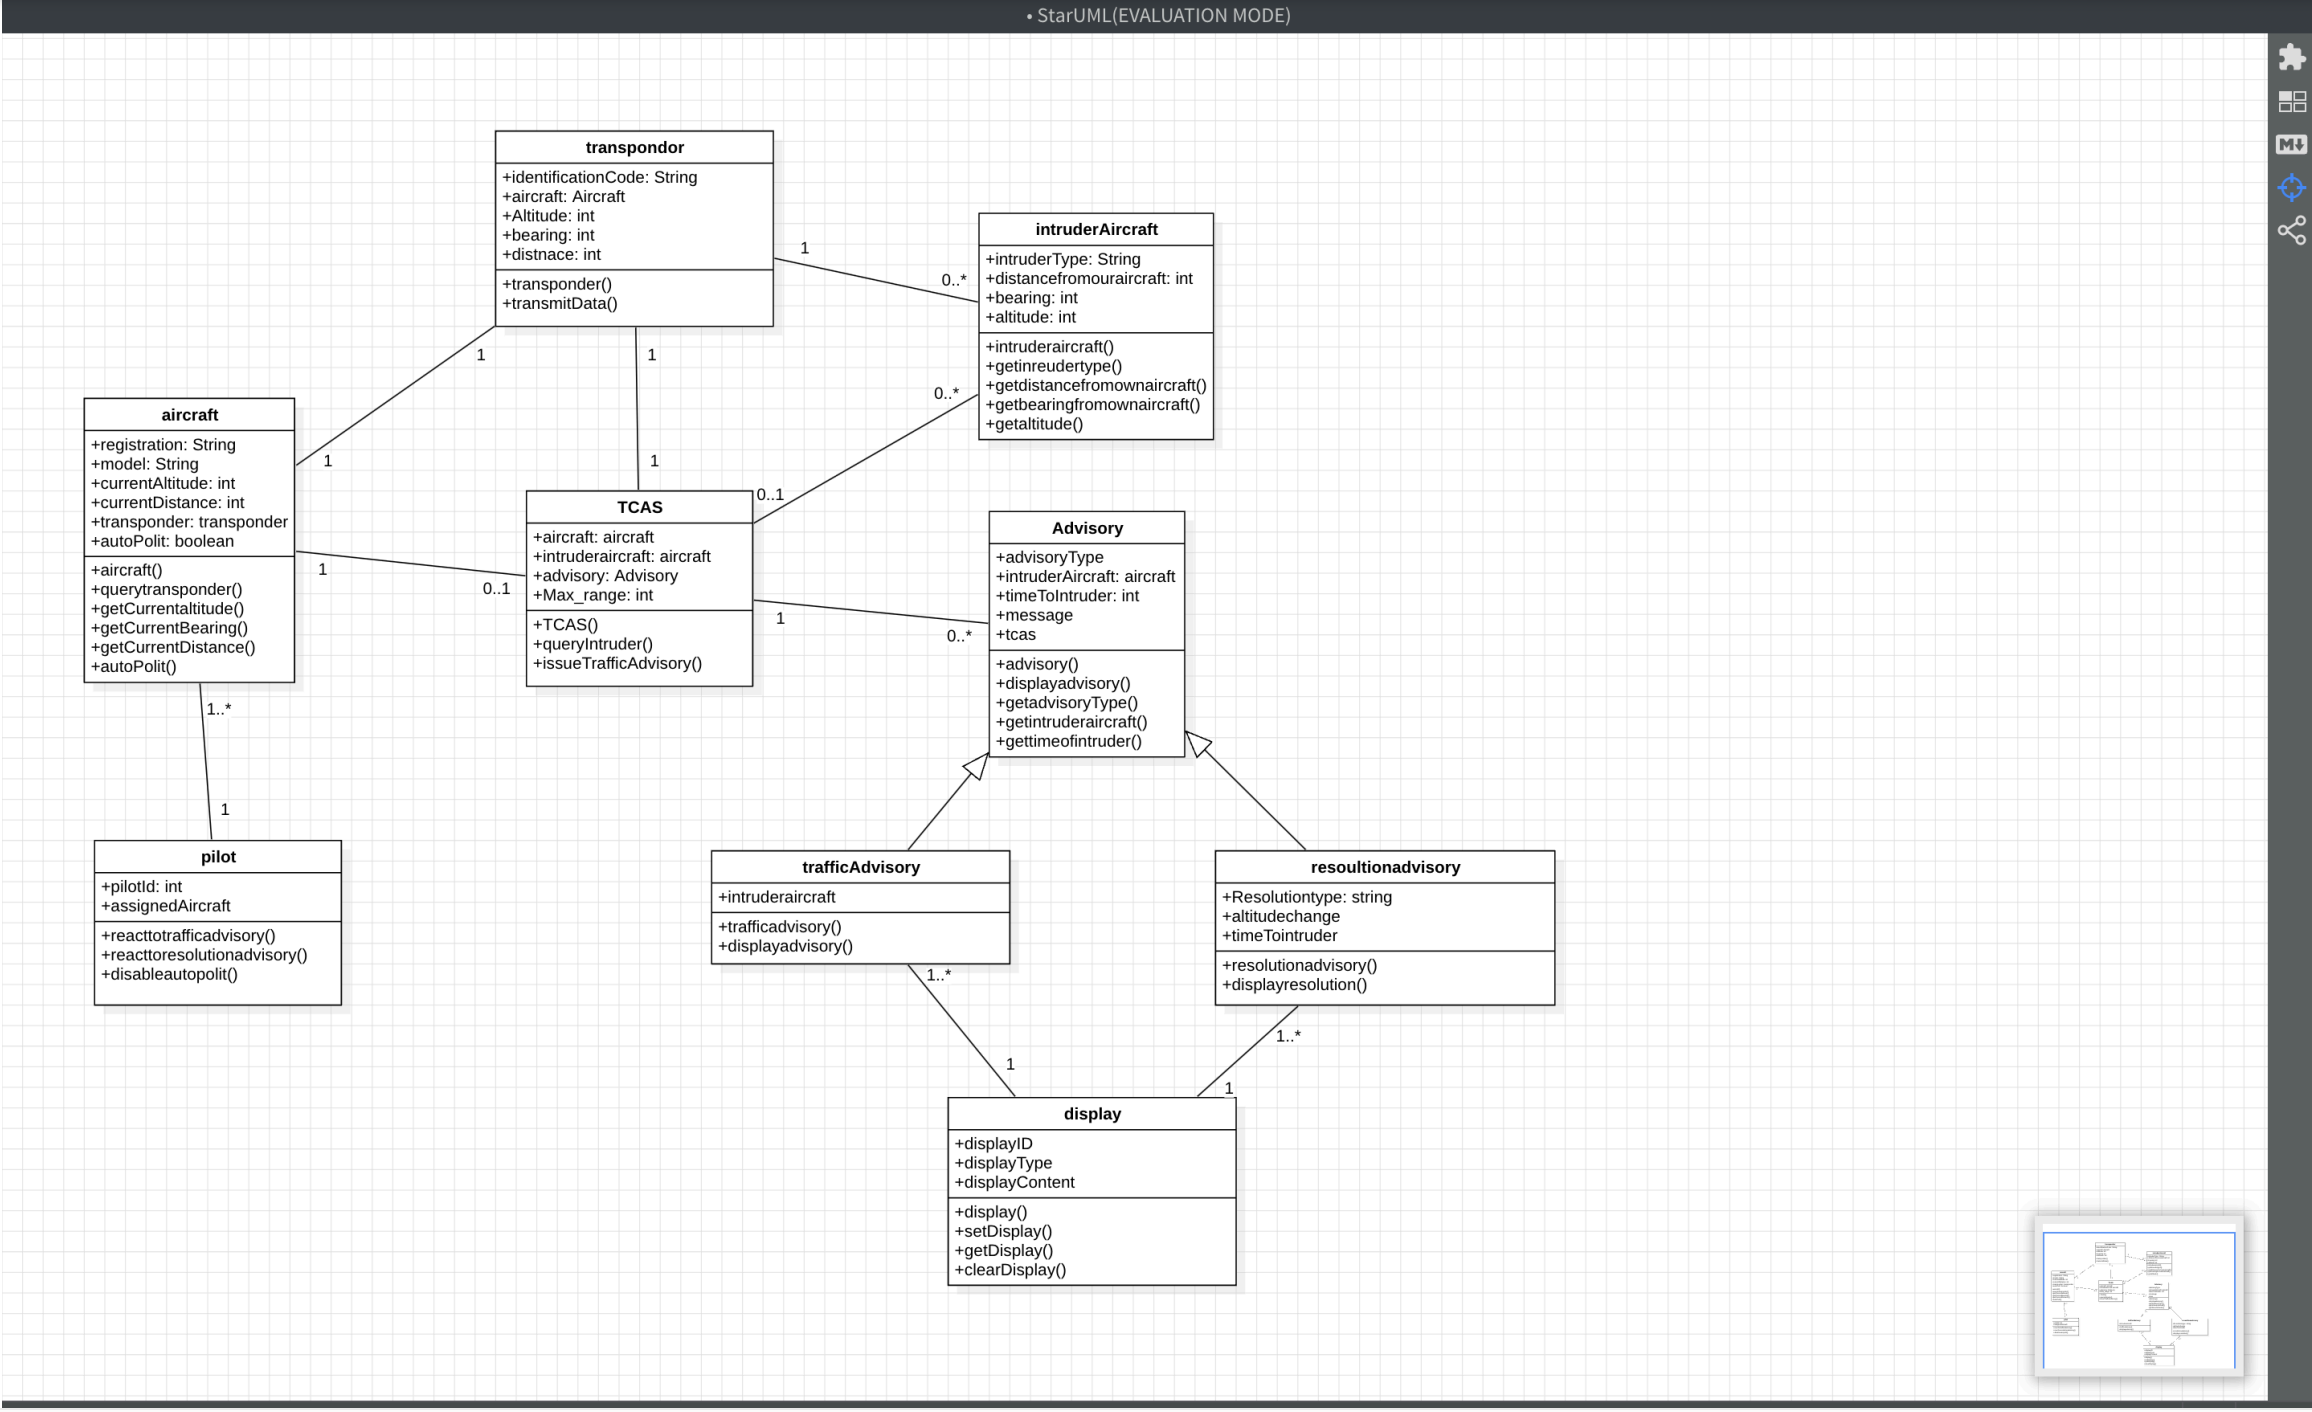 • StarUML(EVALUATION MODE)
transpondor
+identificationCode: String
+aircraft: Aircraft
+Altitude: int
+bearing: int
+distnace: int
+transponder()
+transmitData()
intruderAircraft
+intruderType: String
+distancefromouraircraft: int
+bearing: int
+altitude: int
+intruderaircraft()
+getinreudertype()
+getdistancefromownaircraft()
+getbearingfromownaircraft()
+getaltitude()
1
0..*
1
1
1
1
0..*
0..1
aircraft
+registration: String
+model: String
+currentAltitude: int
+currentDistance: int
+transponder: transponder
+autoPolit: boolean
+aircraft()
+querytransponder()
+getCurrentaltitude()
+getCurrentBearing()
+getCurrentDistance()
+autoPolit()
TCAS
+aircraft: aircraft
+intruderaircraft: aircraft
+advisory: Advisory
+Max_range: int
+TCAS()
+queryIntruder()
+issueTrafficAdvisory()
Advisory
+advisoryType
+intruderAircraft: aircraft
+timeToIntruder: int
+message
+tcas
+advisory()
+displayadvisory()
+getadvisoryType()
+getintruderaircraft()
+gettimeofintruder()
1
0..1
1
0..*
1..*
1
pilot
+pilotId: int
+assignedAircraft
+reacttotrafficadvisory()
+reacttoresolutionadvisory()
+disableautopolit()
trafficAdvisory
+intruderaircraft
+trafficadvisory()
+displayadvisory()
resoultionadvisory
+Resolutiontype: string
+altitudechange
+timeTointruder
+resolutionadvisory()
+displayresolution()
1..*
1
1..*
1
display
+displayID
+displayType
+displayContent
+display()
+setDisplay()
+getDisplay()
+clearDisplay()
M